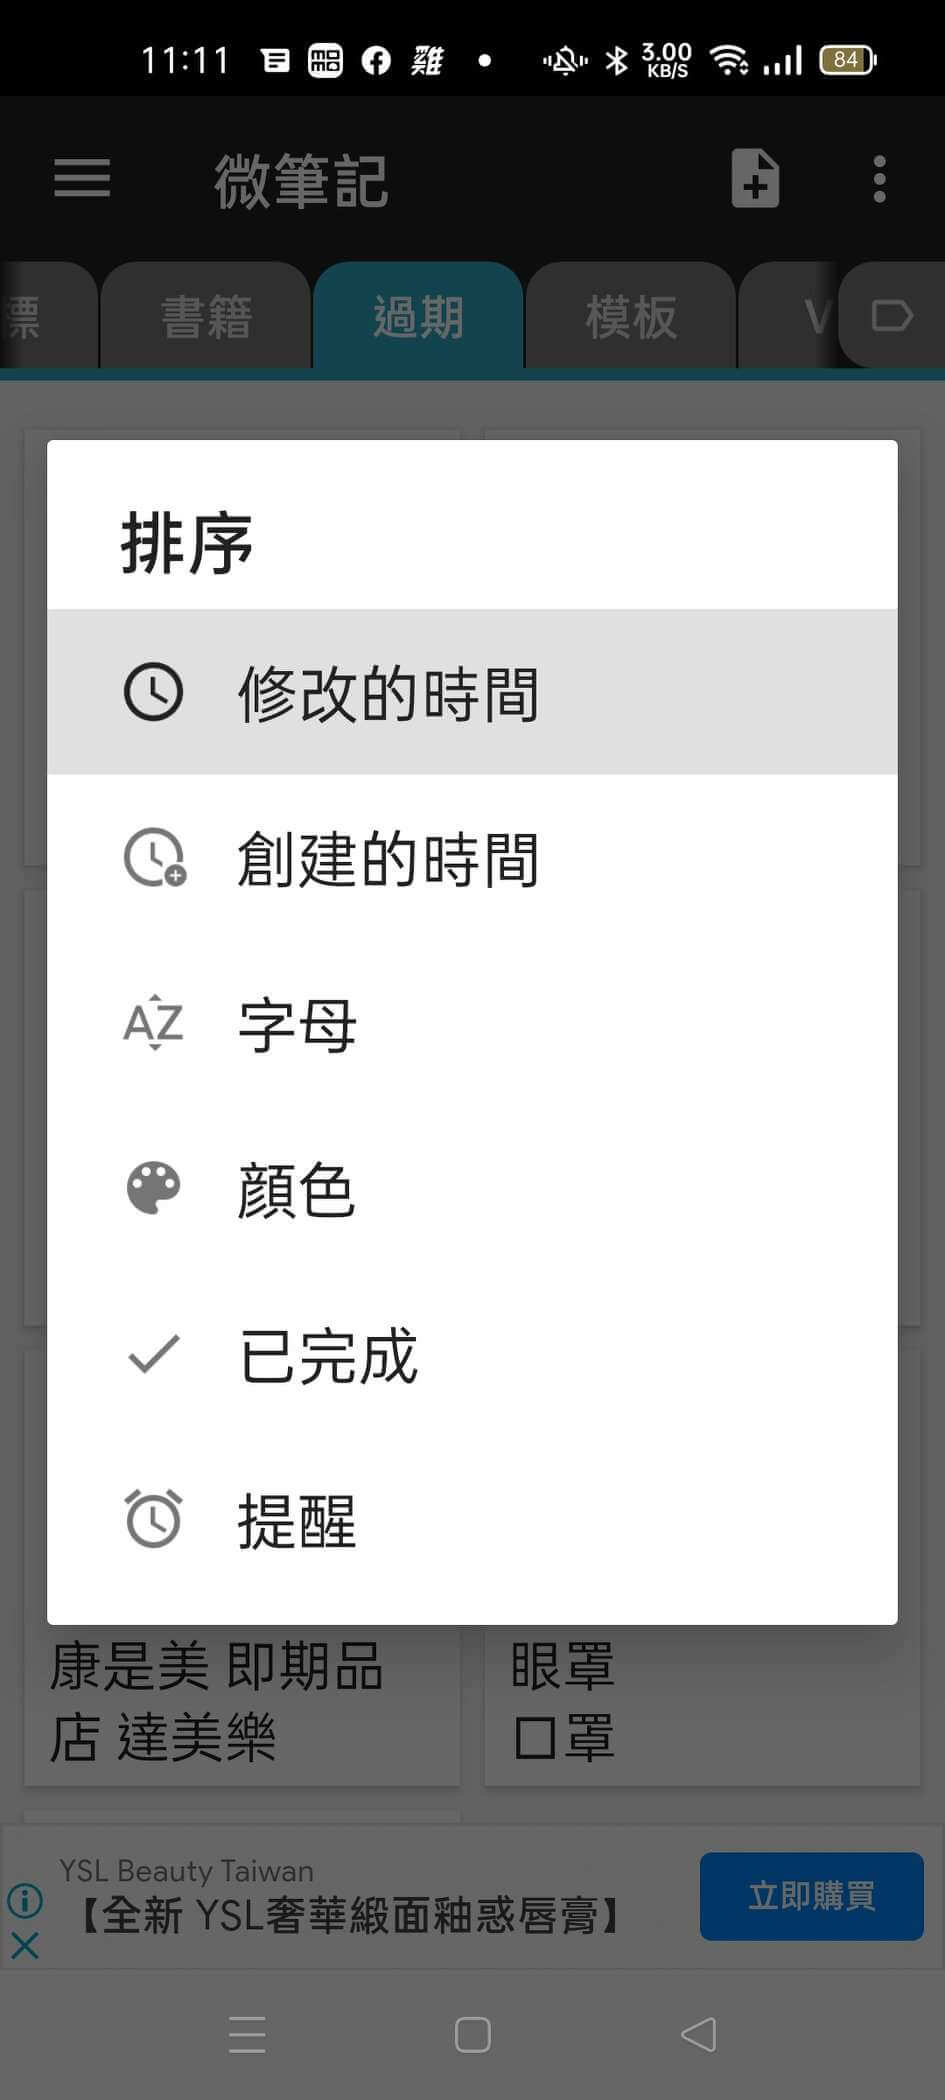 11:11 雞 3.00 KB/S 84
微筆記
標 書籍 過期 模板 V
排序
修改的時間
創建的時間
AZ 字母
顏色
已完成
提醒
康是美 即期品
店 達美樂
眼罩
口罩
YSL Beauty Taiwan
【全新 YSL奢華緞面釉惑唇膏】
立即購買